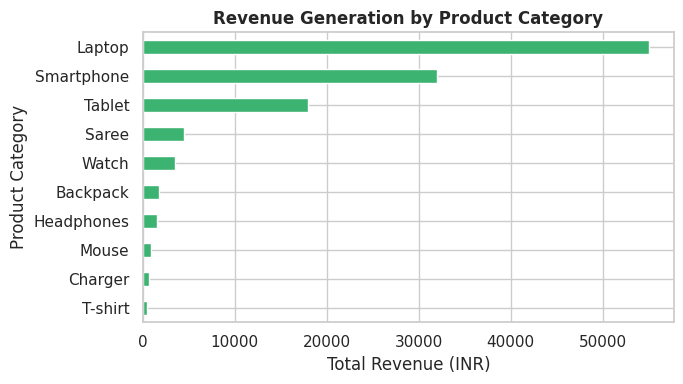 Revenue Generation by Product Category
Product Category
Laptop
Smartphone
Tablet
Saree
Watch
Backpack
Headphones
Mouse
Charger
T-shirt
0 10000 20000 30000 40000 50000
Total Revenue (INR)